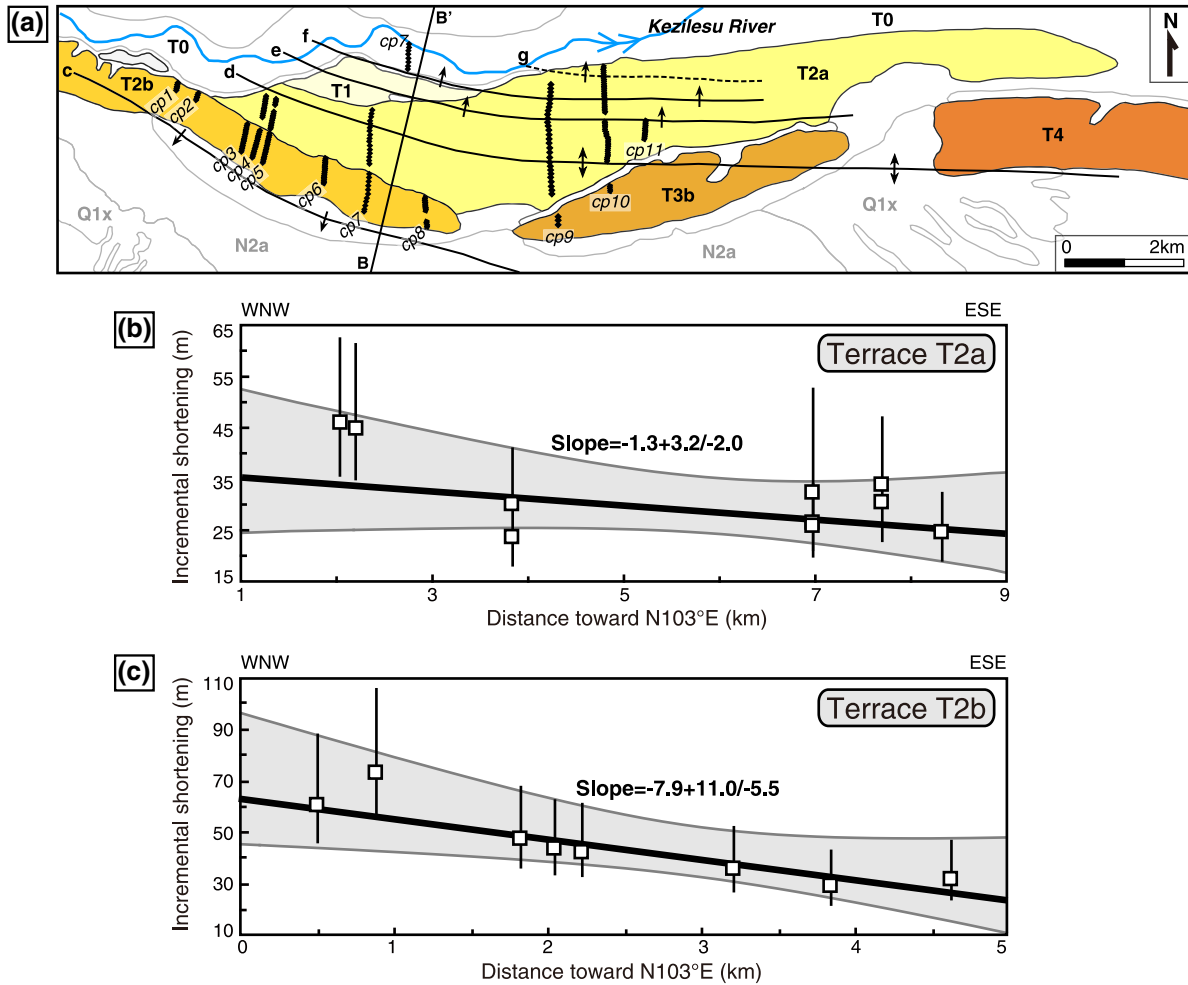 (a)
B'
f
cp7
Kezilesu River
T0
N
T0
e
g
c
T2b
d
T1
T2a
cp1
cp2
T4
cp3
cp4
cp5
cp11
cp6
cp10
T3b
Q1x
cp7
cp8
cp9
Q1x
N2a
N2a
B
0 2km
(b)
WNW ESE
Terrace T2a
Incremental shortening (m)
65
55
45
35
25
15
Slope=-1.3+3.2/-2.0
1 3 5 7 9
Distance toward N103°E (km)
(c)
WNW ESE
Terrace T2b
Incremental shortening (m)
110
90
70
50
30
10
Slope=-7.9+11.0/-5.5
0 1 2 3 4 5
Distance toward N103°E (km)